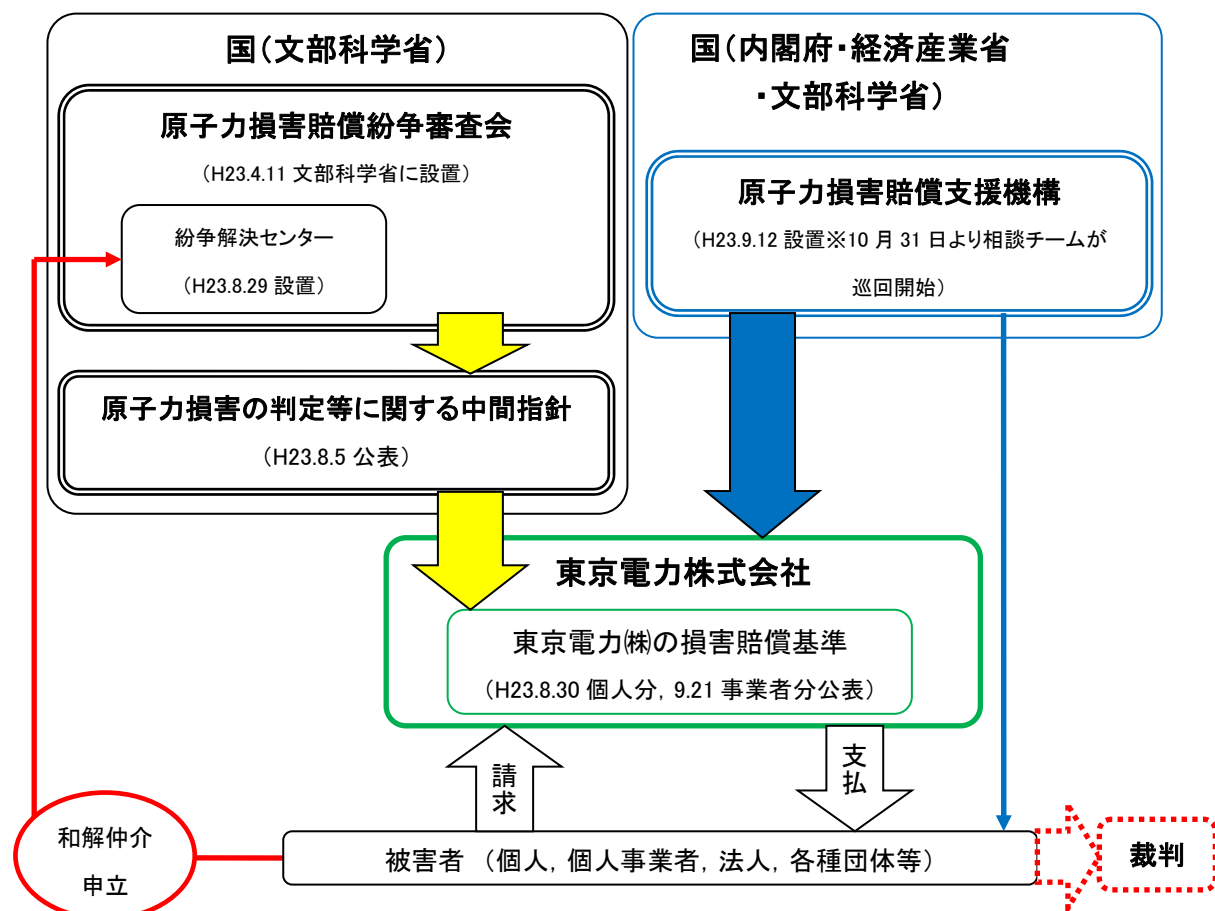 国（文部科学省）
原子力損害賠償紛争審査会
（H23.4.11 文部科学省に設置）
紛争解決センター
（H23.8.29 設置）
原子力損害の判定等に関する中間指針
（H23.8.5 公表）
国（内閣府・経済産業省
・文部科学省）
原子力損害賠償支援機構
（H23.9.12 設置※10 月 31 日より相談チームが
巡回開始）
東京電力株式会社
東京電力㈱の損害賠償基準
（H23.8.30 個人分，9.21 事業者分公表）
請求
支払
和解仲介
申立
被害者 （個人，個人事業者，法人，各種団体等）
裁判